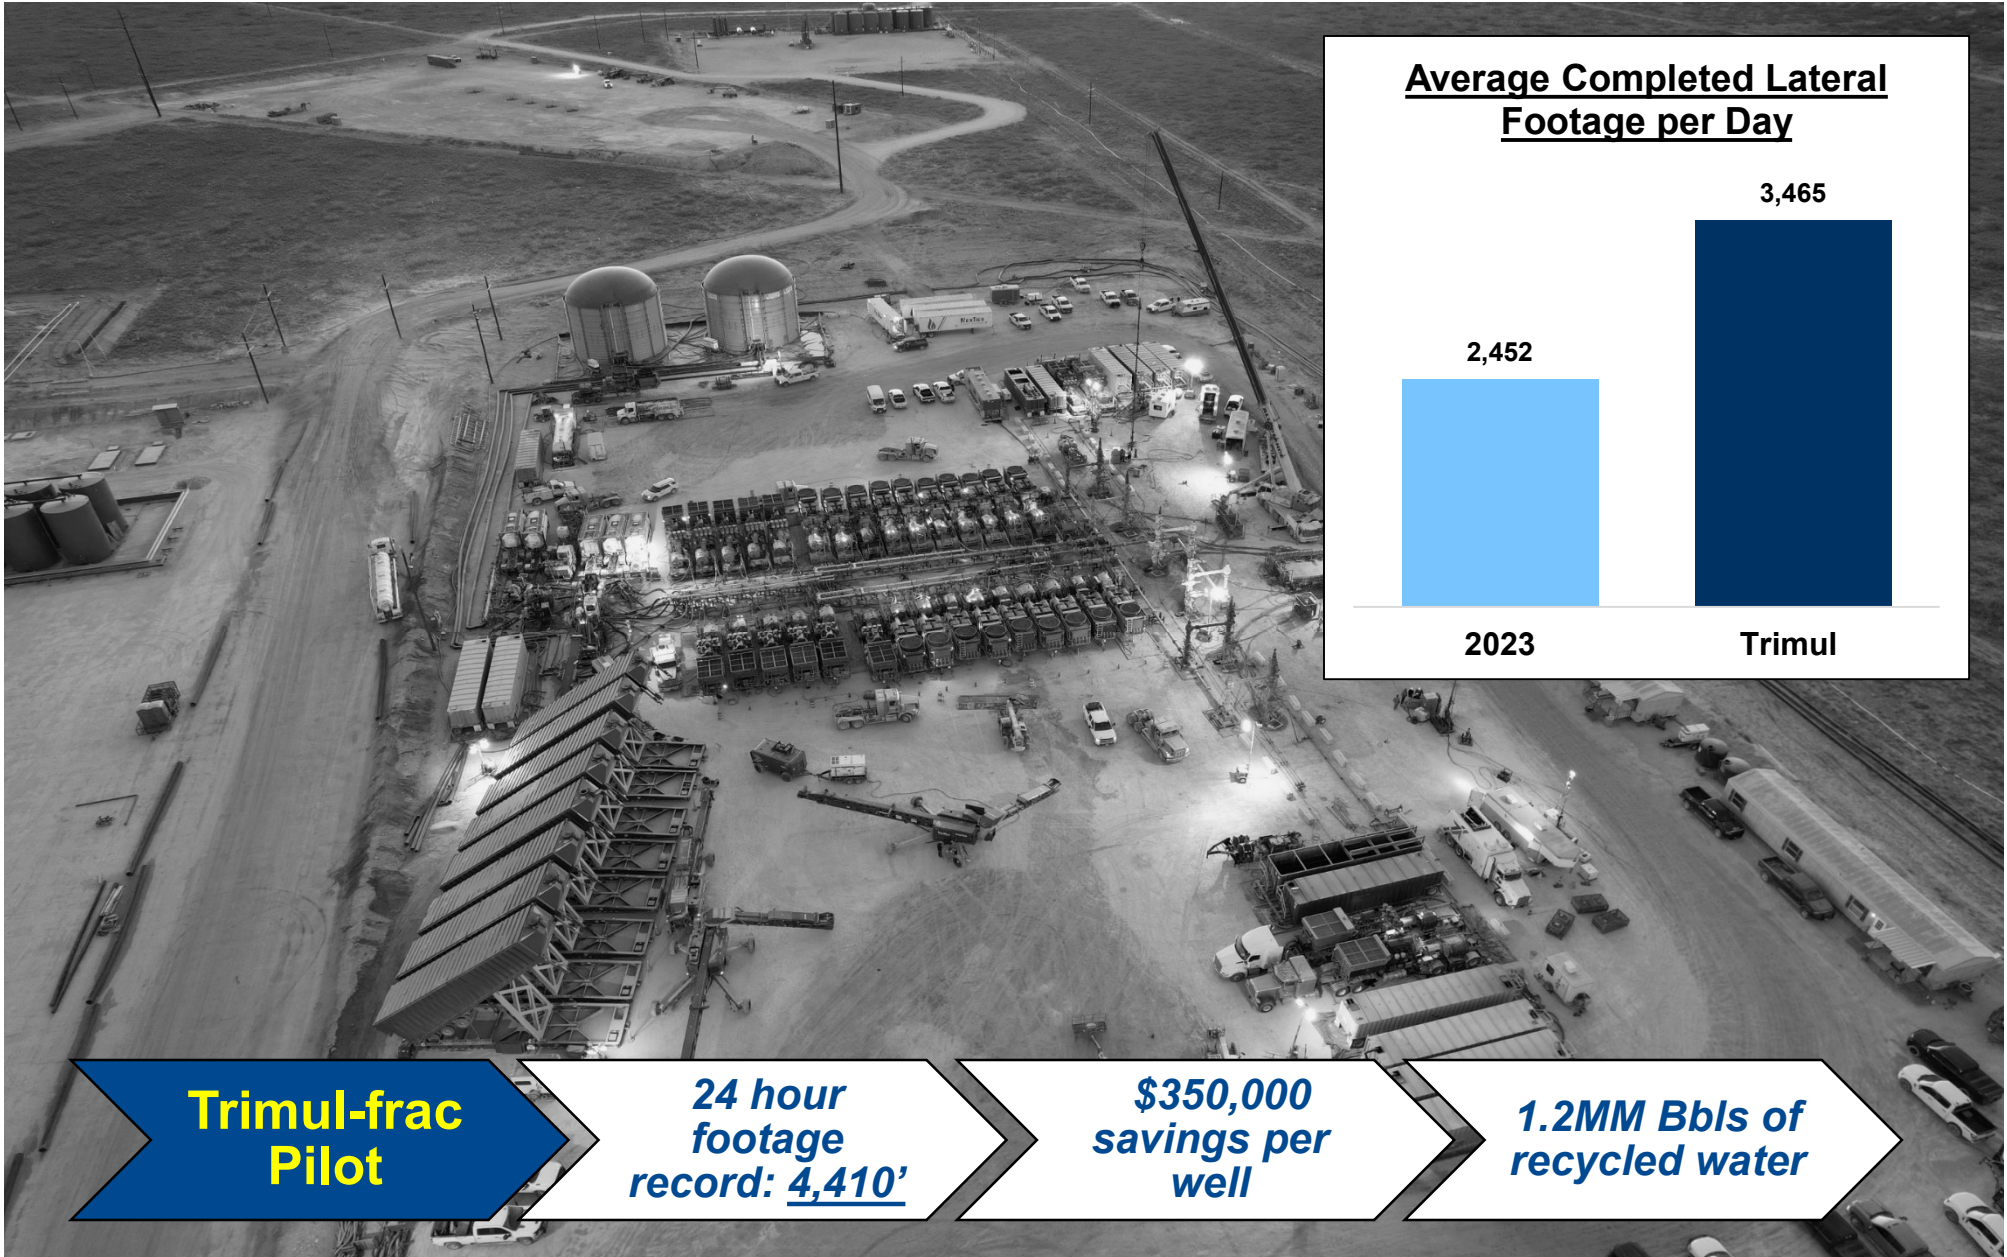 Average Completed Lateral
Footage per Day
3,465
2,452
2023
Trimul
Trimul-frac
Pilot
24 hour
footage
record: 4,410’
$350,000
savings per
well
1.2MM Bbls of
recycled water